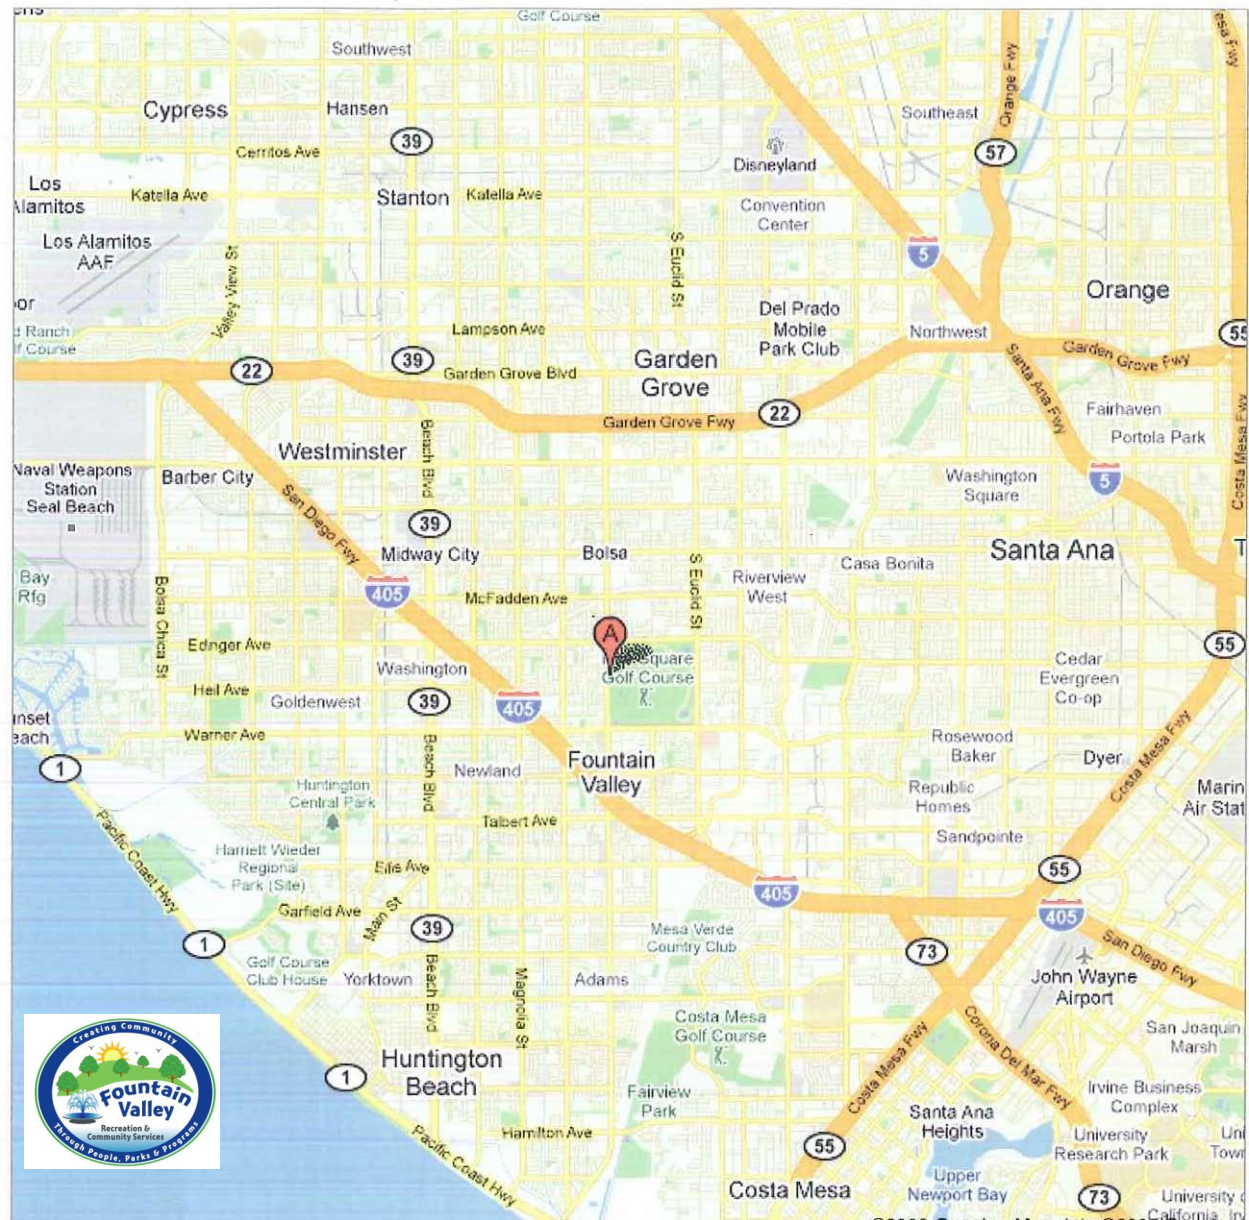 Golf Course
Southwest
Cypress
Hansen
Southeast
Orange Fwy
39
Cerritos Ave
57
Disneyland
Los
Alamitos
Katella Ave
Stanton
Katella Ave
Convention
Center
Los Alamitos
AAF
Valley View St
S Euclid St
5
Orange
Del Prado
Mobile
Park Club
Ranch
Course
Lampson Ave
Northwest
55
39
Garden
Grove
22
Garden Grove Blvd
Santa Ana Fwy
Garden Grove Fwy
22
Garden Grove Fwy
Fairhaven
Portola Park
Westminster
Beach Blvd
Costa Mesa Fwy
Naval Weapons
Station
Seal Beach
Barber City
San Diego Fwy
Washington
Square
5
39
Midway City
Bolsa
Santa Ana
Casa Bonita
Bay
Rfg
Bolsa Chica St
405
McFadden Ave
S Euclid St
Riverview
West
A
Edinger Ave
55
Washington
Square
Golf Course
Cedar
Evergreen
Co-op
Heil Ave
Goldenwest
39
405
Warner Ave
Beach Blvd
Rosewood
Baker
Dyer
Costa Mesa Fwy
1
Newland
Fountain
Valley
Huntington
Central Park
Republic
Homes
Marin
Air Stat
Pacific Coast Hwy
Talbert Ave
Sandpointe
Harriett Wieder
Regional
Park (Site)
Ellis Ave
55
405
405
Garfield Ave
Main St
39
Mesa Verde
Country Club
1
73
San Diego Fwy
Golf Course
Club House
Yorktown
Beach Blvd
Magnolia St
Adams
John Wayne
Airport
Costa Mesa
Golf Course
Costa Mesa Fwy
Corona Del Mar Fwy
San Joaquin
Marsh
Creating Community
Fountain
Valley
Recreation &
Community Services
Through People, Parks & Programs
1
Huntington
Beach
Fairview
Park
Irvine Business
Complex
Santa Ana
Heights
Pacific Coast Hwy
Hamilton Ave
55
University
Research Park
Costa Mesa
Upper
Newport Bay
73
University
California